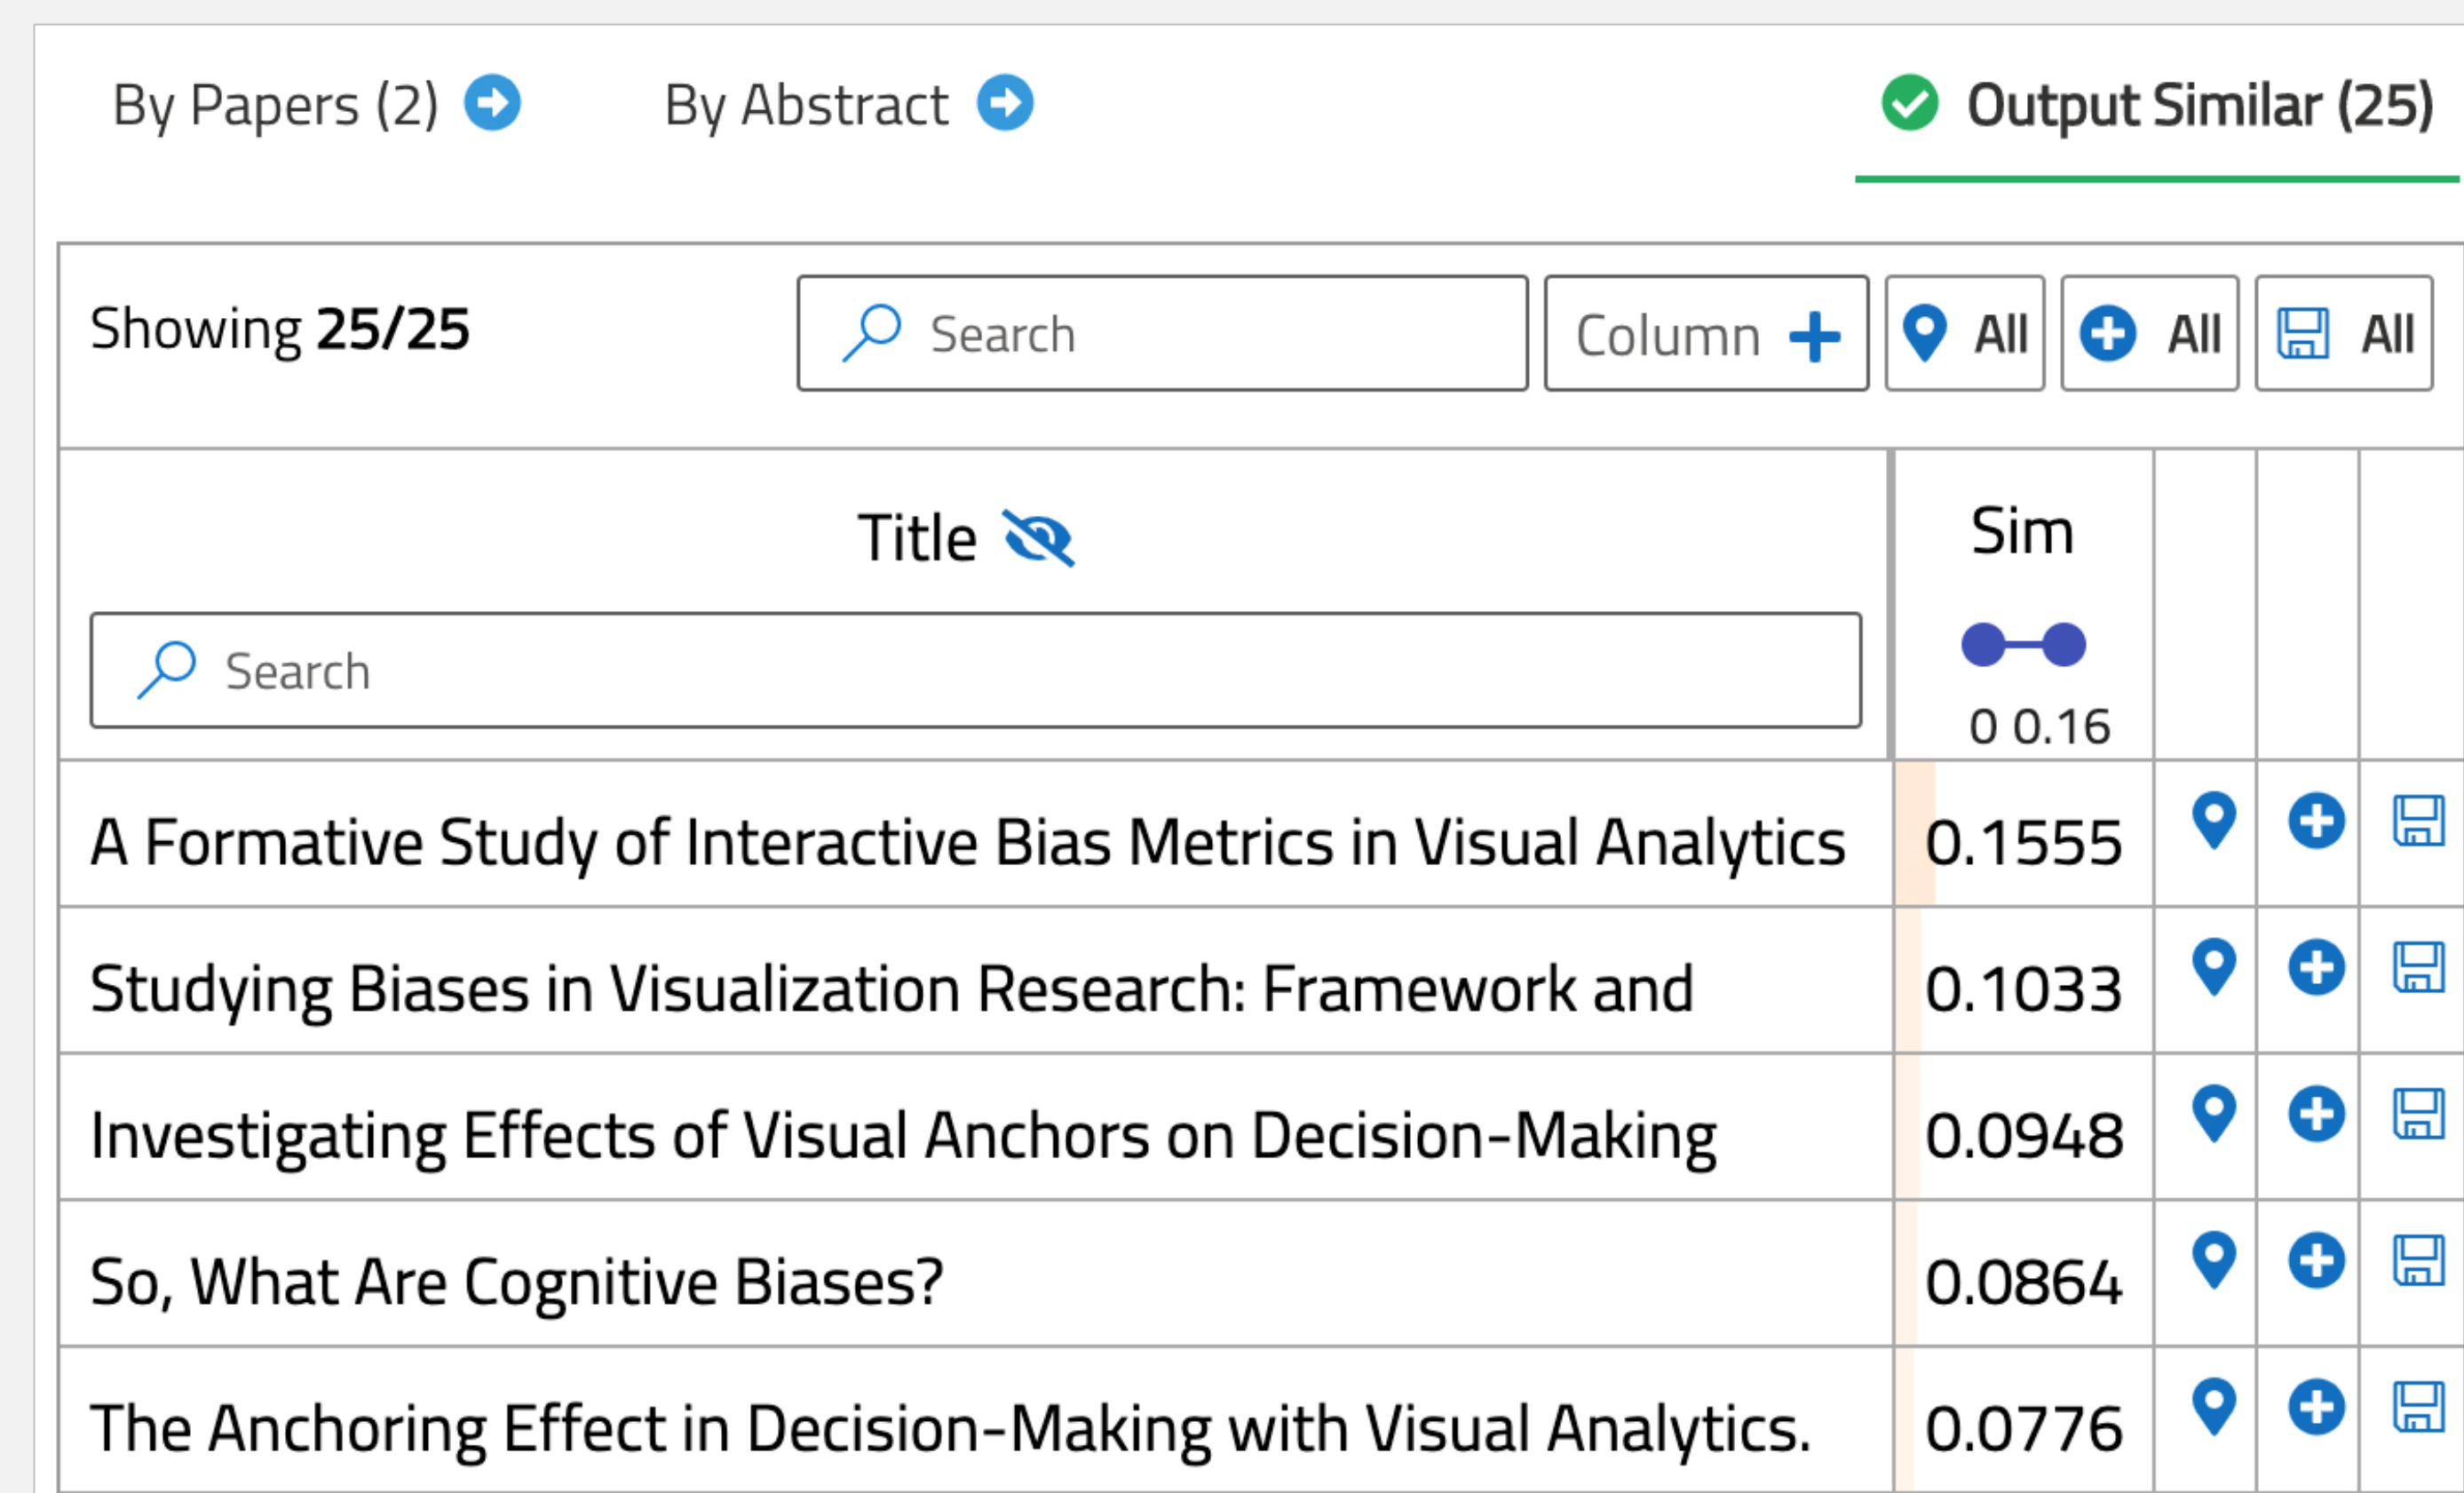 By Papers (2) By Abstract Output Similar (25)
Showing 25/25 Search Column All All All
Title Sim
Search
0 0.16
A Formative Study of Interactive Bias Metrics in Visual Analytics 0.1555
Studying Biases in Visualization Research: Framework and 0.1033
Investigating Effects of Visual Anchors on Decision-Making 0.0948
So, What Are Cognitive Biases? 0.0864
The Anchoring Effect in Decision-Making with Visual Analytics. 0.0776